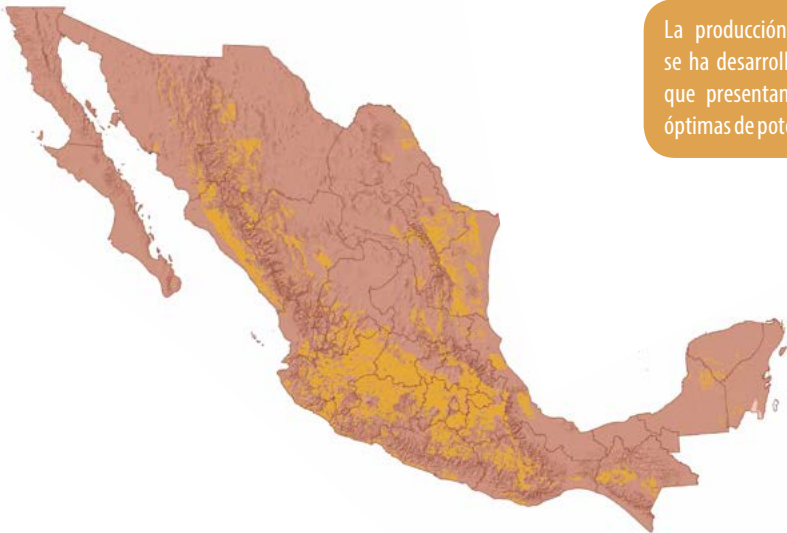 La producción
se ha desarroll
que presentan
óptimas de pot